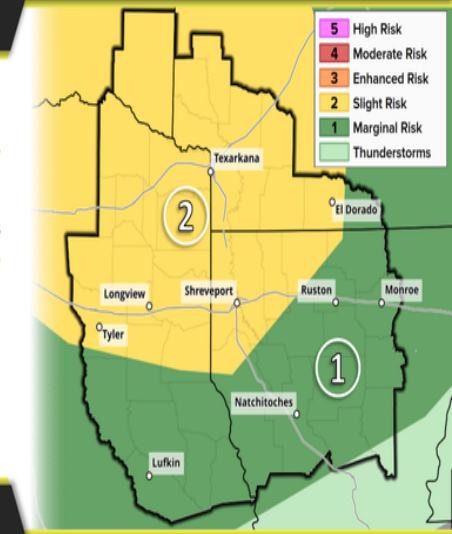 5 High Risk
4 Moderate Risk
3 Enhanced Risk
2 Slight Risk
1 Marginal Risk
Thunderstorms
Texarkana
2
El Dorado
Longview
Shreveport
Ruston
Monroe
Tyler
1
Natchitoches
Lufkin